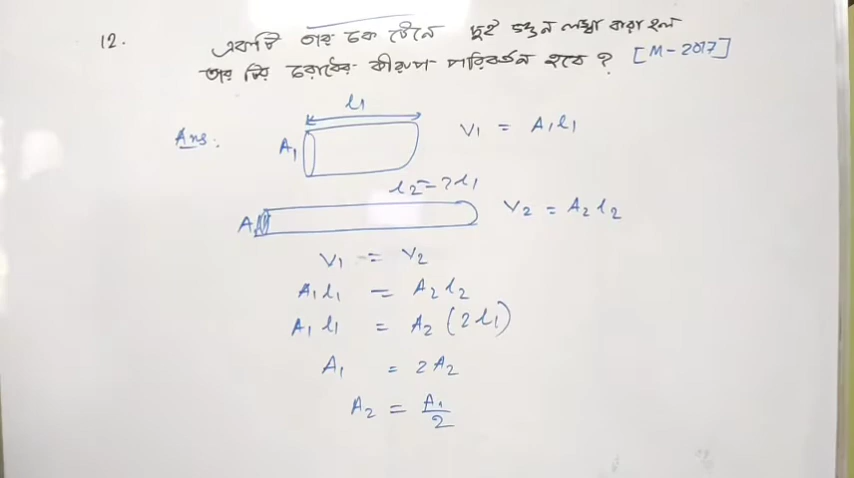 12. একটি তার কে টেনে দুই গুন লম্বা করা হল
তার টির রোধের কীরূপ পরিবর্তন হবে ? [M-2017]
l₁
Ans: A₁ V₁ = A₁l₁
l₂ = 2l₁
A V₂ = A₂l₂
V₁ = V₂
A₁l₁ = A₂l₂
A₁l₁ = A₂(2l₁)
A₁ = 2A₂
A₂ = A₁/2